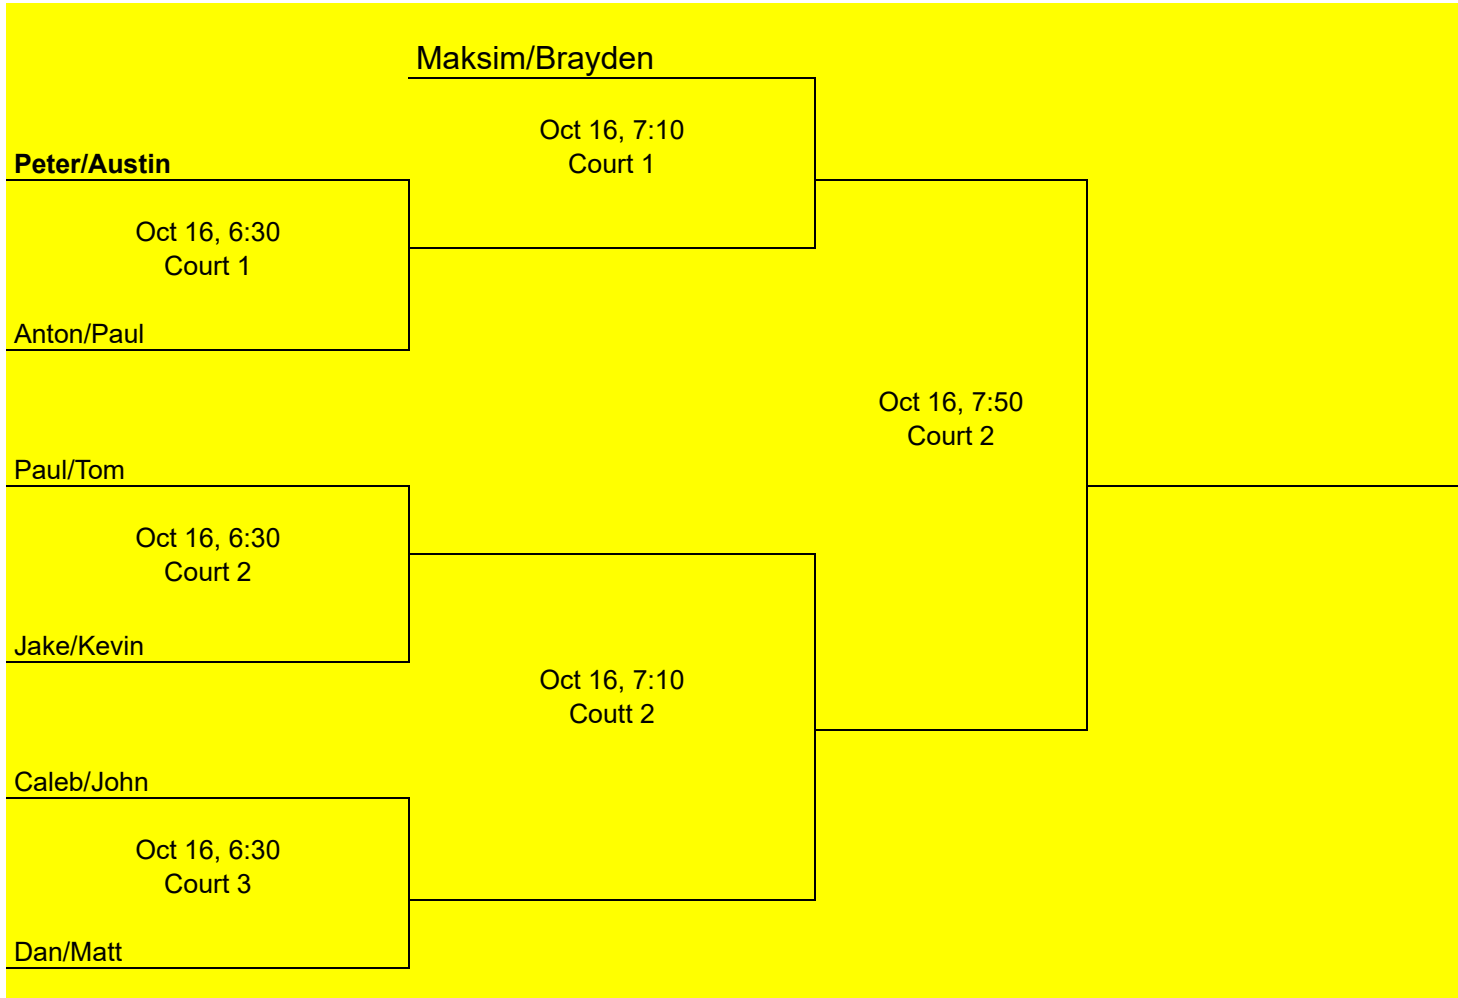 Maksim/Brayden
Oct 16, 7:10
Court 1
Peter/Austin
Oct 16, 6:30
Court 1
Anton/Paul
Oct 16, 7:50
Court 2
Paul/Tom
Oct 16, 6:30
Court 2
Jake/Kevin
Oct 16, 7:10
Coutt 2
Caleb/John
Oct 16, 6:30
Court 3
Dan/Matt